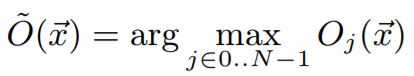 Õ(x⃗) = arg max_{j∈0..N−1} O_j(x⃗)